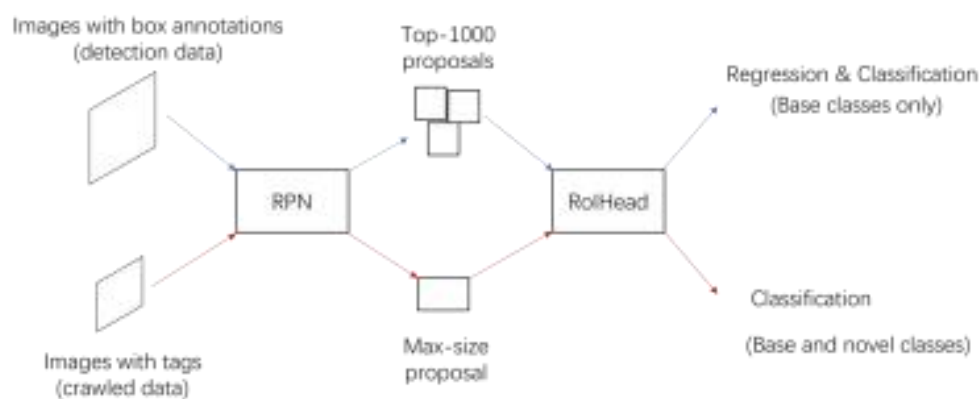 Images with box annotations
(detection data)
Top-1000
proposals
Regression & Classification
(Base classes only)
RPN
RoIHead
Classification
(Base and novel classes)
Max-size
proposal
Images with tags
(crawled data)